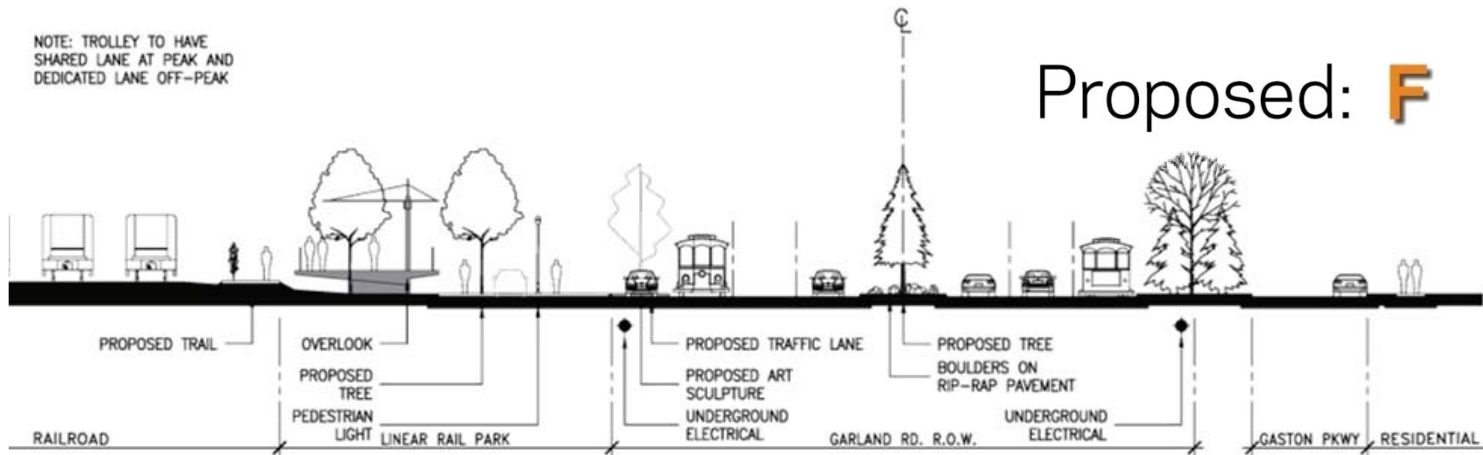 NOTE: TROLLEY TO HAVE
SHARED LANE AT PEAK AND
DEDICATED LANE OFF-PEAK
CL
Proposed: F
PROPOSED TRAIL
OVERLOOK
PROPOSED
TREE
PEDESTRIAN
LIGHT
PROPOSED TRAFFIC LANE
PROPOSED ART
SCULPTURE
UNDERGROUND
ELECTRICAL
PROPOSED TREE
BOULDERS ON
RIP-RAP PAVEMENT
UNDERGROUND
ELECTRICAL
RAILROAD
LINEAR RAIL PARK
GARLAND RD. R.O.W.
GASTON PKWY
RESIDENTIAL